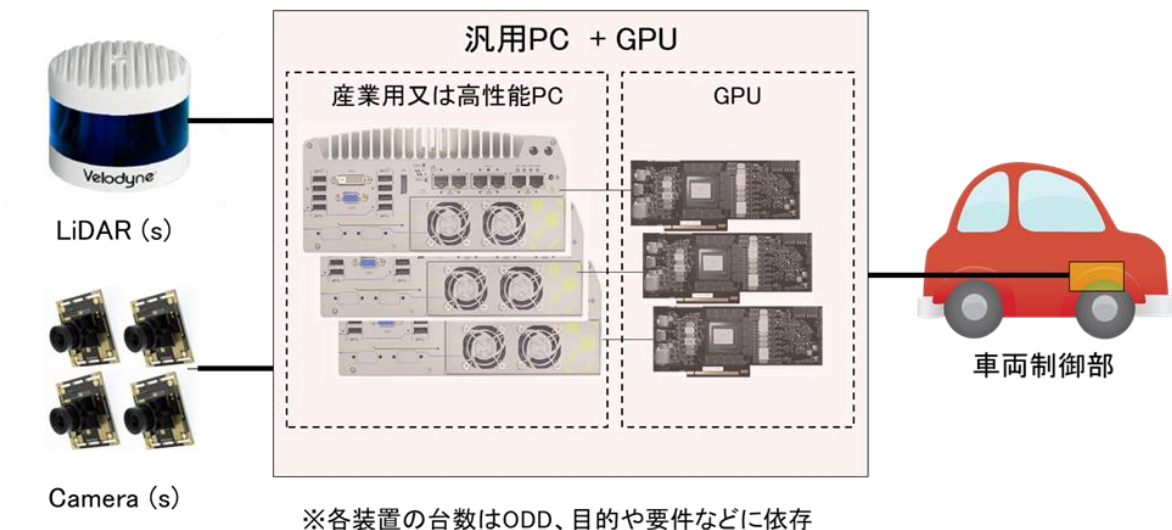 汎用PC + GPU
産業用又は高性能PC
GPU
Velodyne
LiDAR (s)
Camera (s)
車両制御部
※各装置の台数はODD、目的や要件などに依存